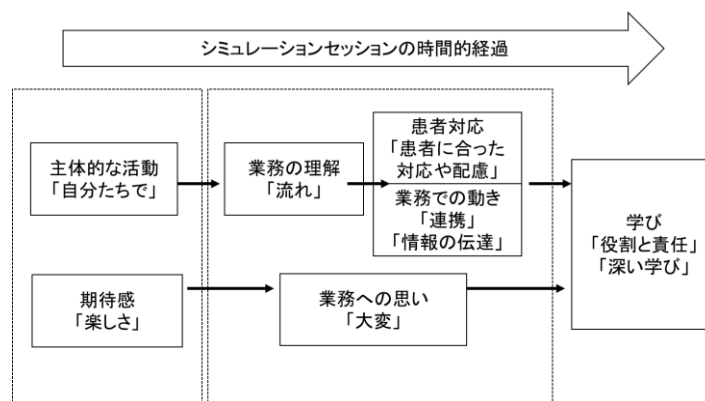 シミュレーションセッションの時間的経過
主体的な活動
「自分たちで」
業務の理解
「流れ」
患者対応
「患者に合った
対応や配慮」
業務での動き
「連携」
「情報の伝達」
学び
「役割と責任」
「深い学び」
期待感
「楽しさ」
業務への思い
「大変」